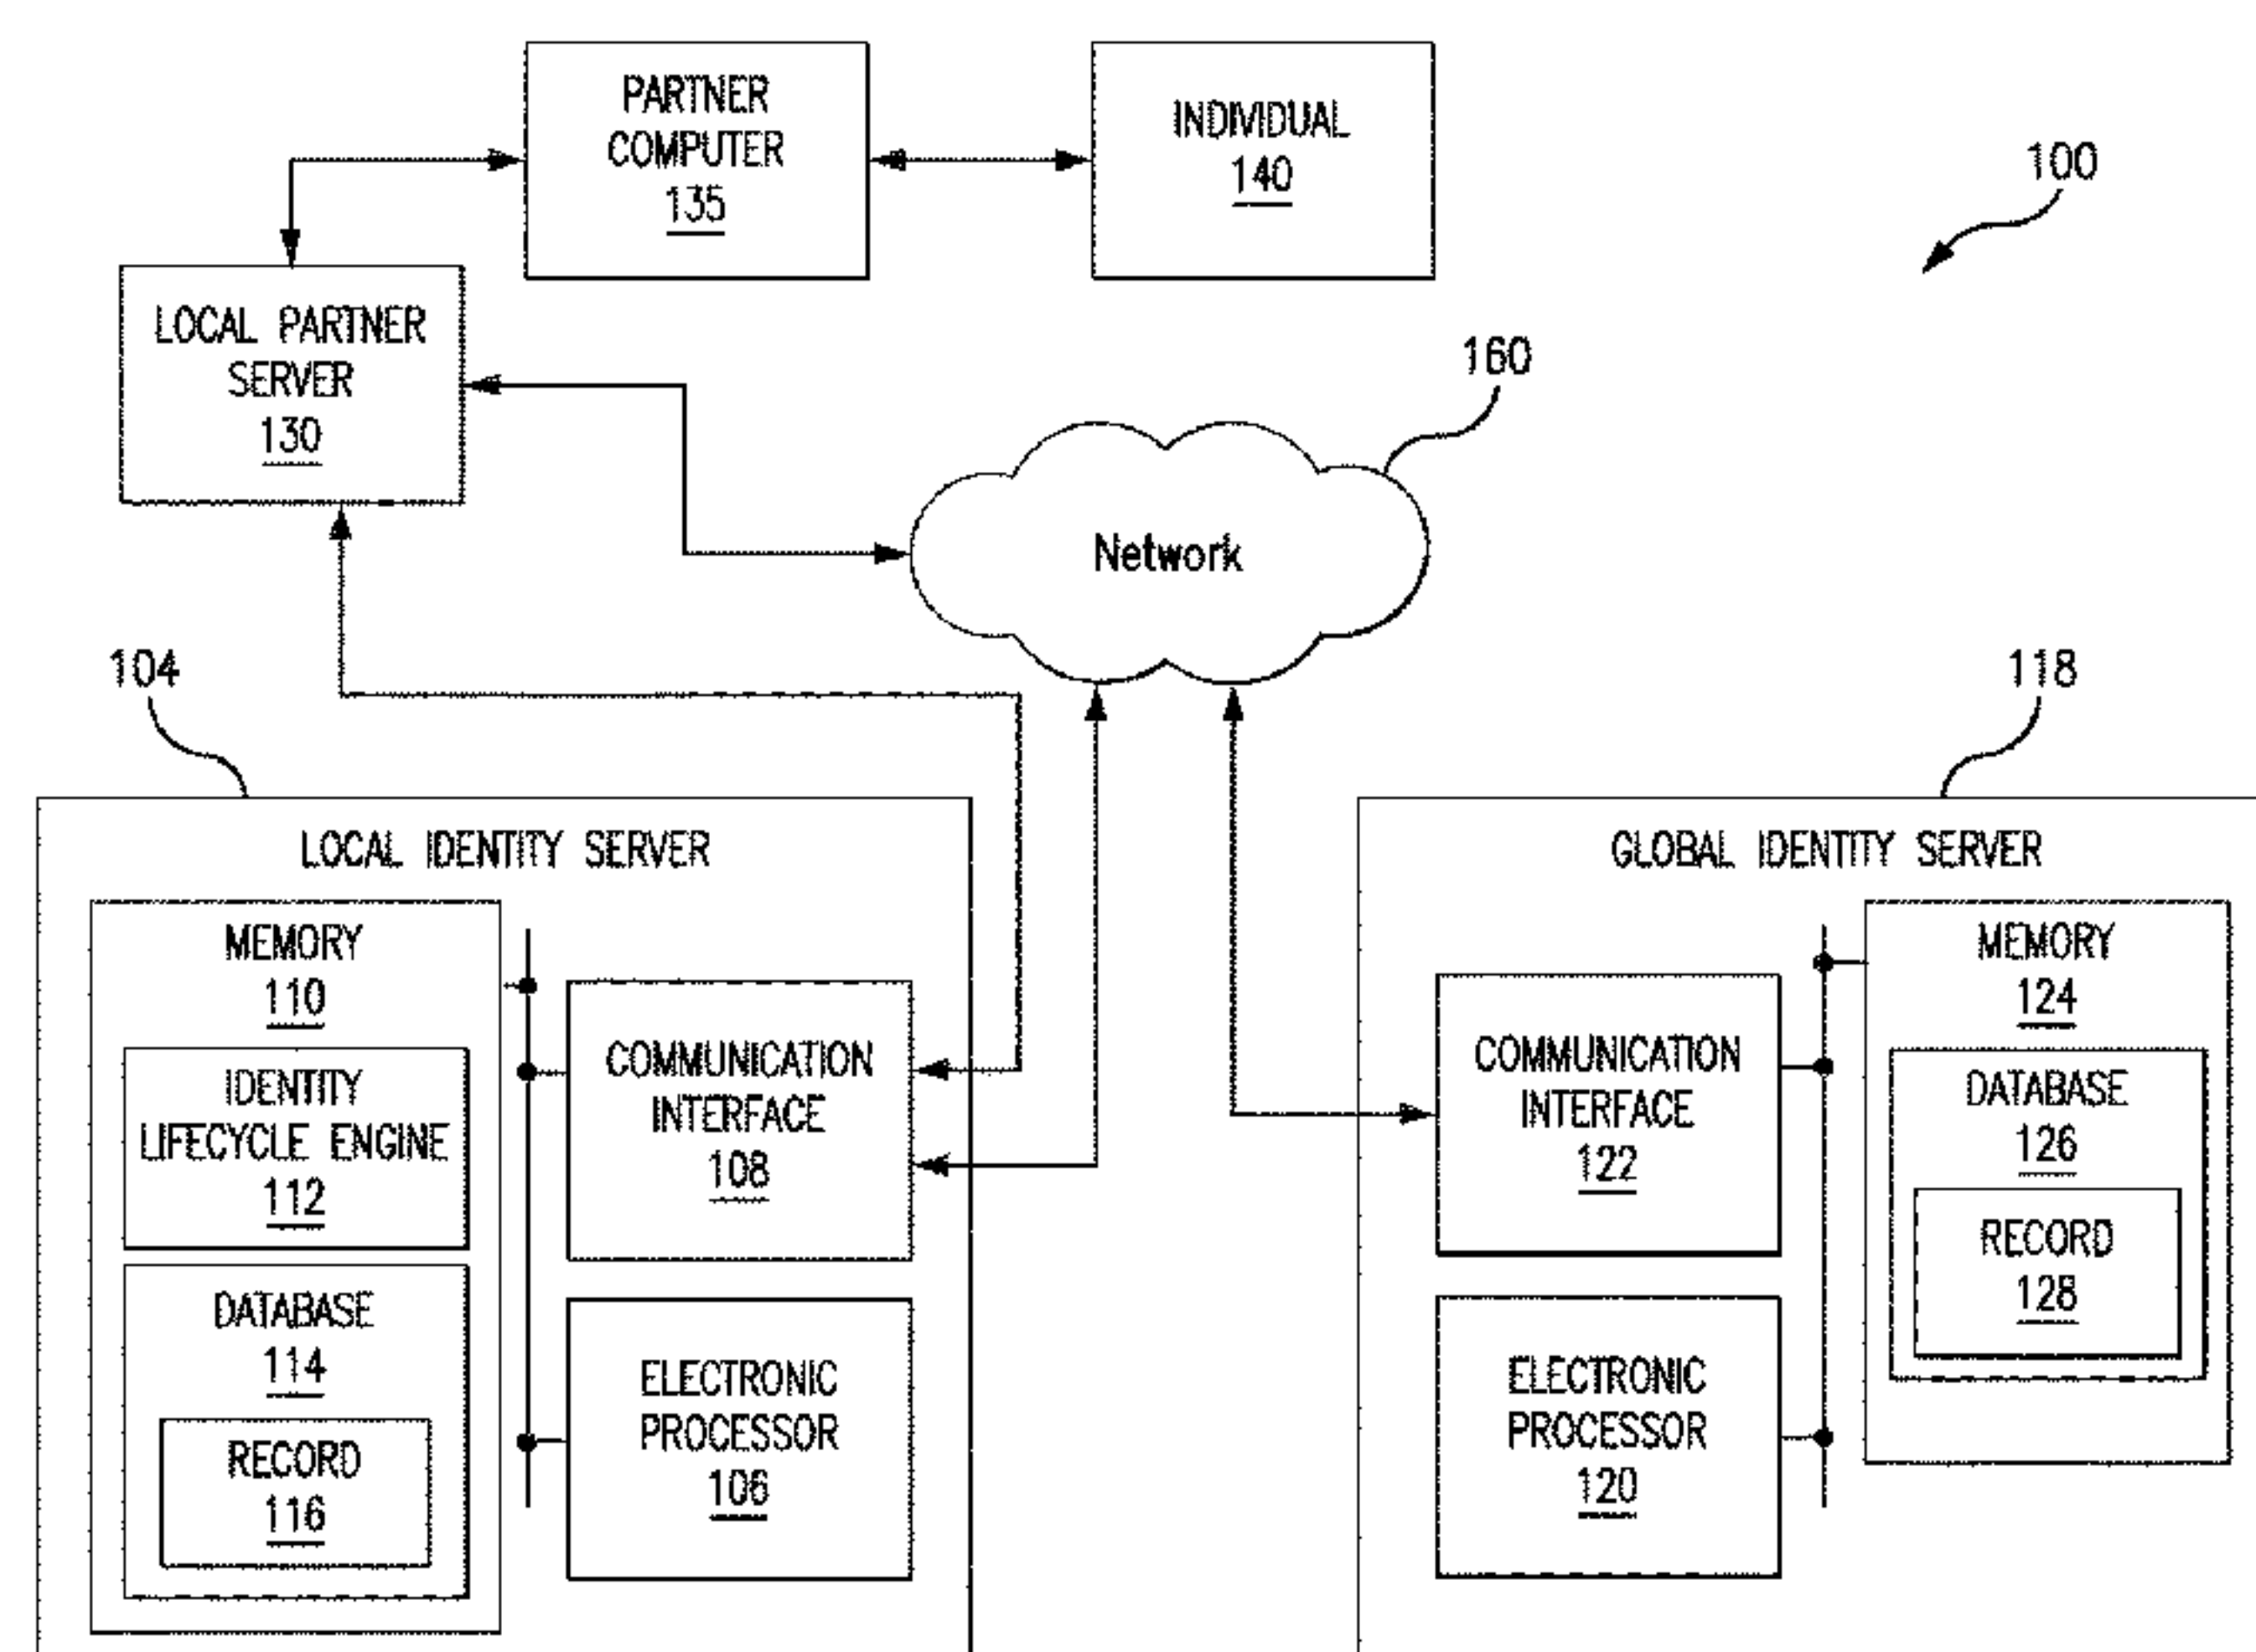 PARTNER
COMPUTER
135
INDIVIDUAL
140
100
LOCAL PARTNER
SERVER
130
160
Network
104
118
LOCAL IDENTITY SERVER
MEMORY
110
IDENTITY
LIFECYCLE ENGINE
112
DATABASE
114
RECORD
116
COMMUNICATION
INTERFACE
108
ELECTRONIC
PROCESSOR
106
GLOBAL IDENTITY SERVER
COMMUNICATION
INTERFACE
122
ELECTRONIC
PROCESSOR
120
MEMORY
124
DATABASE
126
RECORD
128